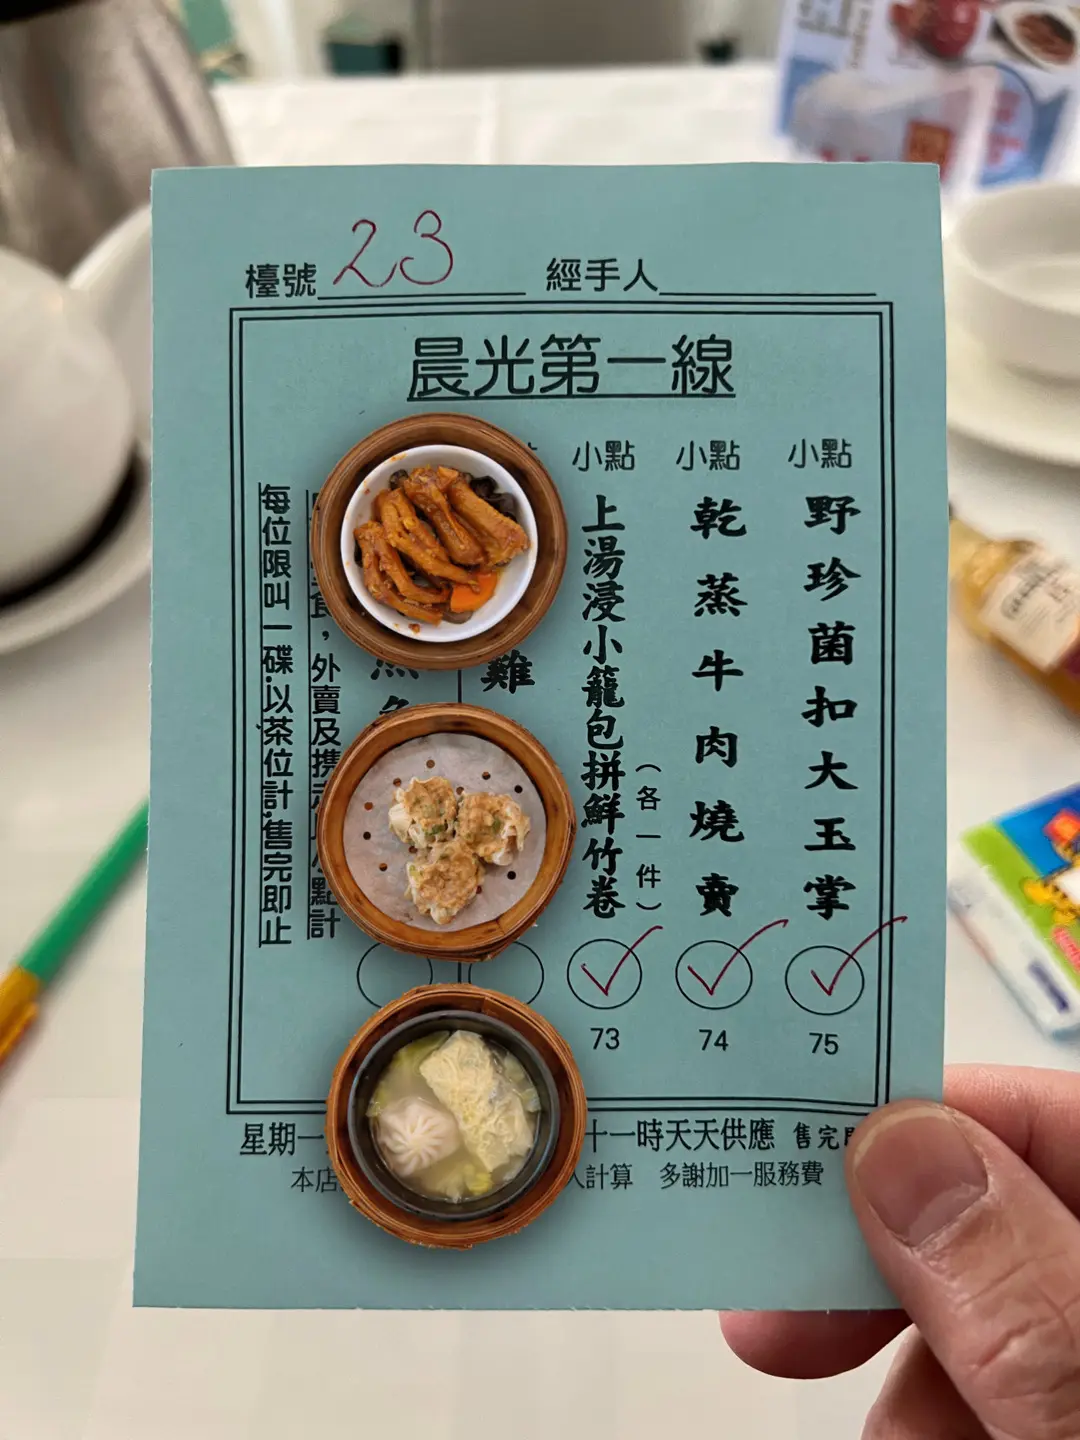 檯號 23 經手人
晨光第一線
小點
野珍菌扣大玉掌
75
小點
乾蒸牛肉燒賣
74
小點
上湯浸小籠包拼鮮竹卷
(各一件)
73
雞
食,外賣及携
小點計
每位限叫一碟.以茶位計.售完即止
星期一 十一時天天供應 售完
本店 人計算 多謝加一服務費